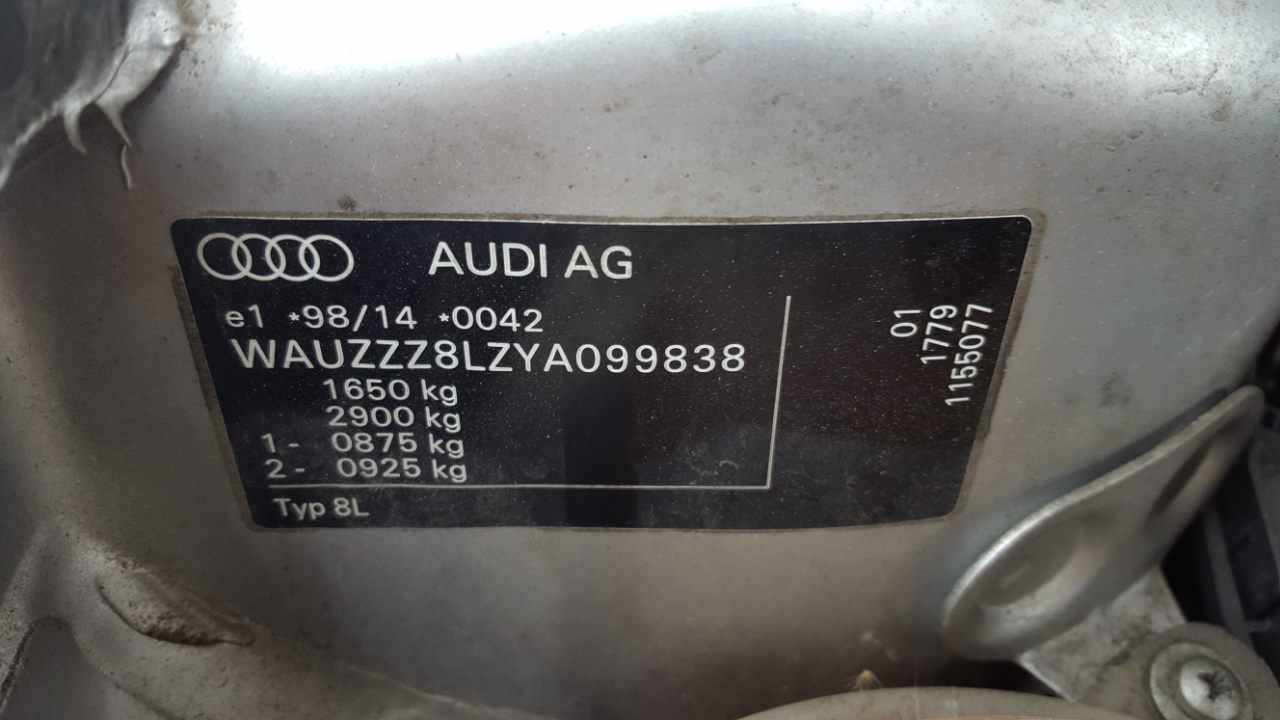 AUDI AG
e1 *98/14 *0042
WAUZZZ8LZYA099838
1650 kg
2900 kg
1- 0875 kg
2- 0925 kg
Typ 8L
01
1779
1155077